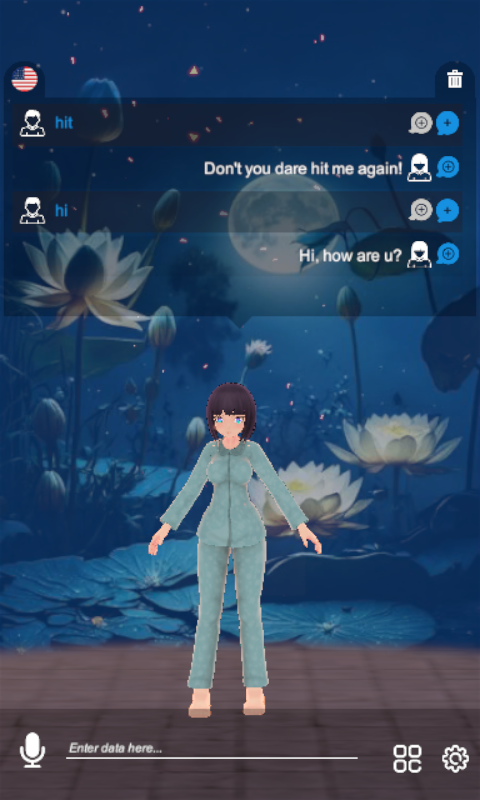 hit
Don't you dare hit me again!
hi
Hi, how are u?
Enter data here...